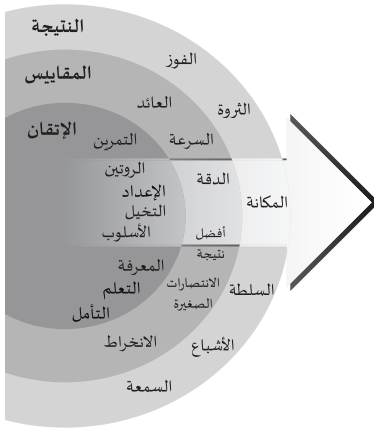 النتيجة
الفوز
الثروة
المكانة
السلطة
الأشباع
السمعة
المقاييس
العائد
السرعة
الدقة
أفضل
نتيجة
الانتصارات
الصغيرة
الانخراط
الإتقان
التمرين
الروتين
الإعداد
التخيل
الأسلوب
المعرفة
التعلم
التأمل